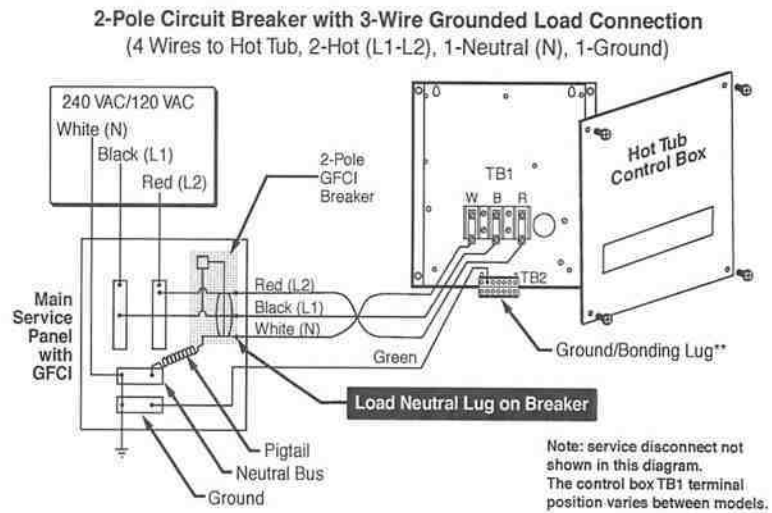 2-Pole Circuit Breaker with 3-Wire Grounded Load Connection
(4 Wires to Hot Tub, 2-Hot (L1-L2), 1-Neutral (N), 1-Ground)
240 VAC/120 VAC
White (N)
Black (L1)
Red (L2)
2-Pole
GFCI
Breaker
TB1
W B R
Hot Tub
Control Box
TB2
Main
Service
Panel
with
GFCI
Red (L2)
Black (L1)
White (N)
Green
Ground/Bonding Lug**
Load Neutral Lug on Breaker
Pigtail
Neutral Bus
Ground
Note: service disconnect not
shown in this diagram.
The control box TB1 terminal
position varies between models.